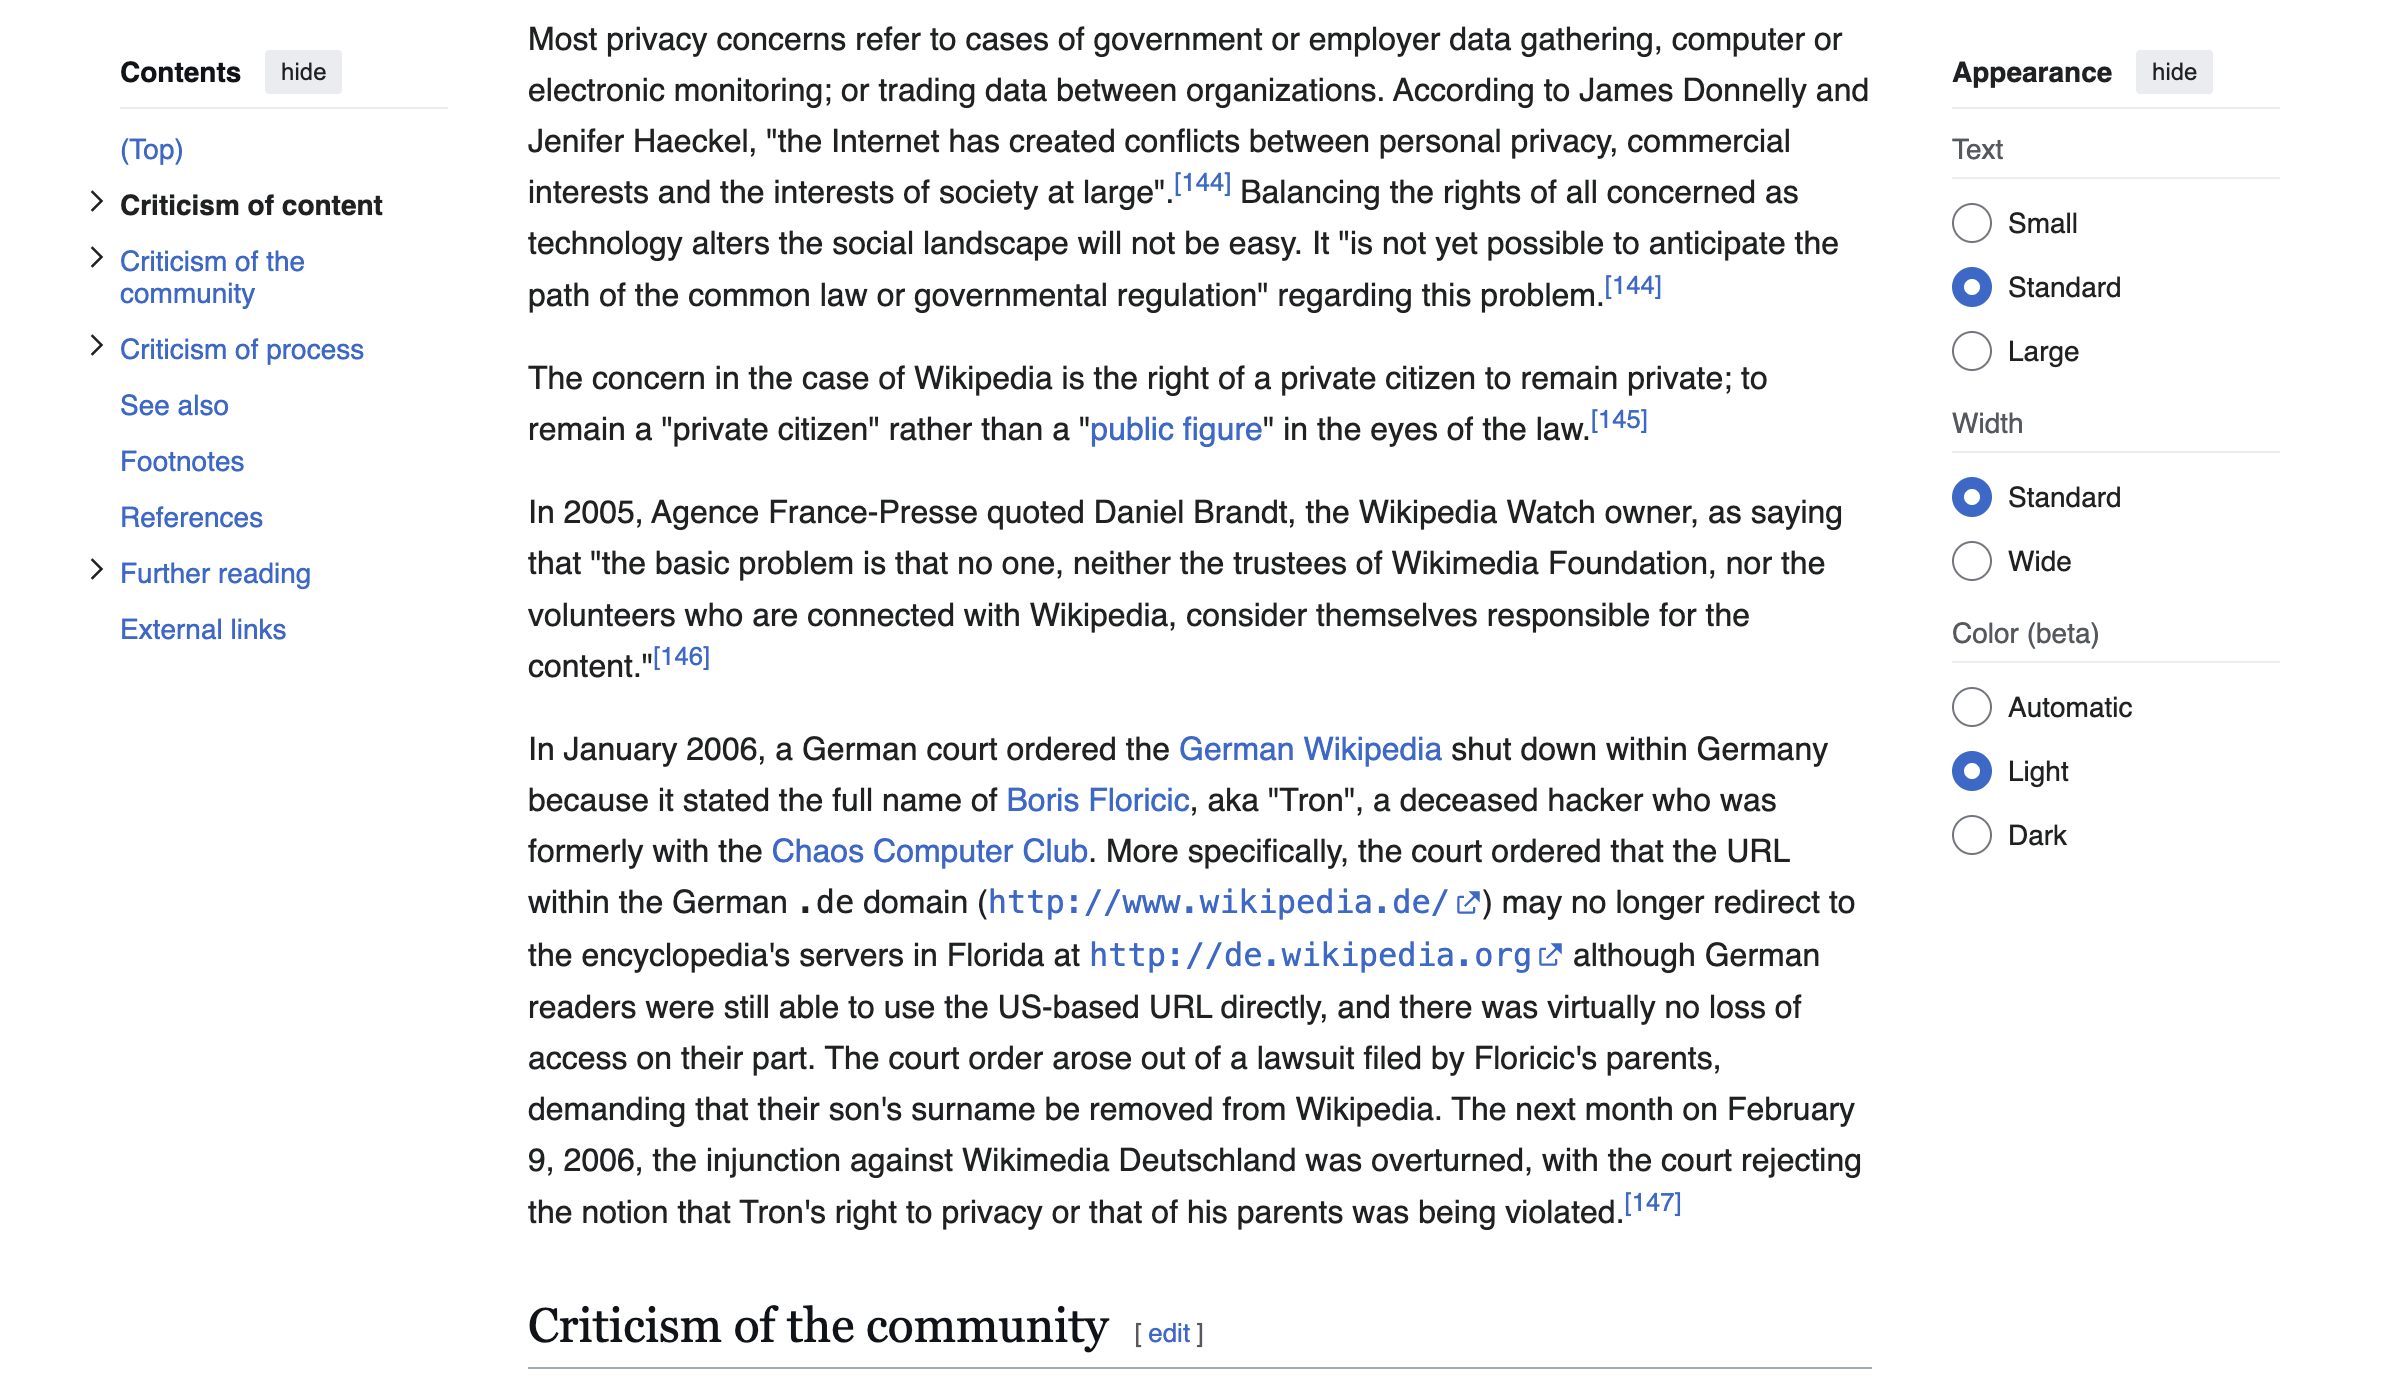 Contents hide
(Top)
Criticism of content
Criticism of the
community
Criticism of process
See also
Footnotes
References
Further reading
External links
Most privacy concerns refer to cases of government or employer data gathering, computer or
electronic monitoring; or trading data between organizations. According to James Donnelly and
Jenifer Haeckel, "the Internet has created conflicts between personal privacy, commercial
interests and the interests of society at large".[144] Balancing the rights of all concerned as
technology alters the social landscape will not be easy. It "is not yet possible to anticipate the
path of the common law or governmental regulation" regarding this problem.[144]
The concern in the case of Wikipedia is the right of a private citizen to remain private; to
remain a "private citizen" rather than a "public figure" in the eyes of the law.[145]
In 2005, Agence France-Presse quoted Daniel Brandt, the Wikipedia Watch owner, as saying
that "the basic problem is that no one, neither the trustees of Wikimedia Foundation, nor the
volunteers who are connected with Wikipedia, consider themselves responsible for the
content."[146]
In January 2006, a German court ordered the German Wikipedia shut down within Germany
because it stated the full name of Boris Floricic, aka "Tron", a deceased hacker who was
formerly with the Chaos Computer Club. More specifically, the court ordered that the URL
within the German .de domain (http://www.wikipedia.de/) may no longer redirect to
the encyclopedia's servers in Florida at http://de.wikipedia.org although German
readers were still able to use the US-based URL directly, and there was virtually no loss of
access on their part. The court order arose out of a lawsuit filed by Floricic's parents,
demanding that their son's surname be removed from Wikipedia. The next month on February
9, 2006, the injunction against Wikimedia Deutschland was overturned, with the court rejecting
the notion that Tron's right to privacy or that of his parents was being violated.[147]
Criticism of the community [ edit ]
Appearance hide
Text
Small
Standard
Large
Width
Standard
Wide
Color (beta)
Automatic
Light
Dark